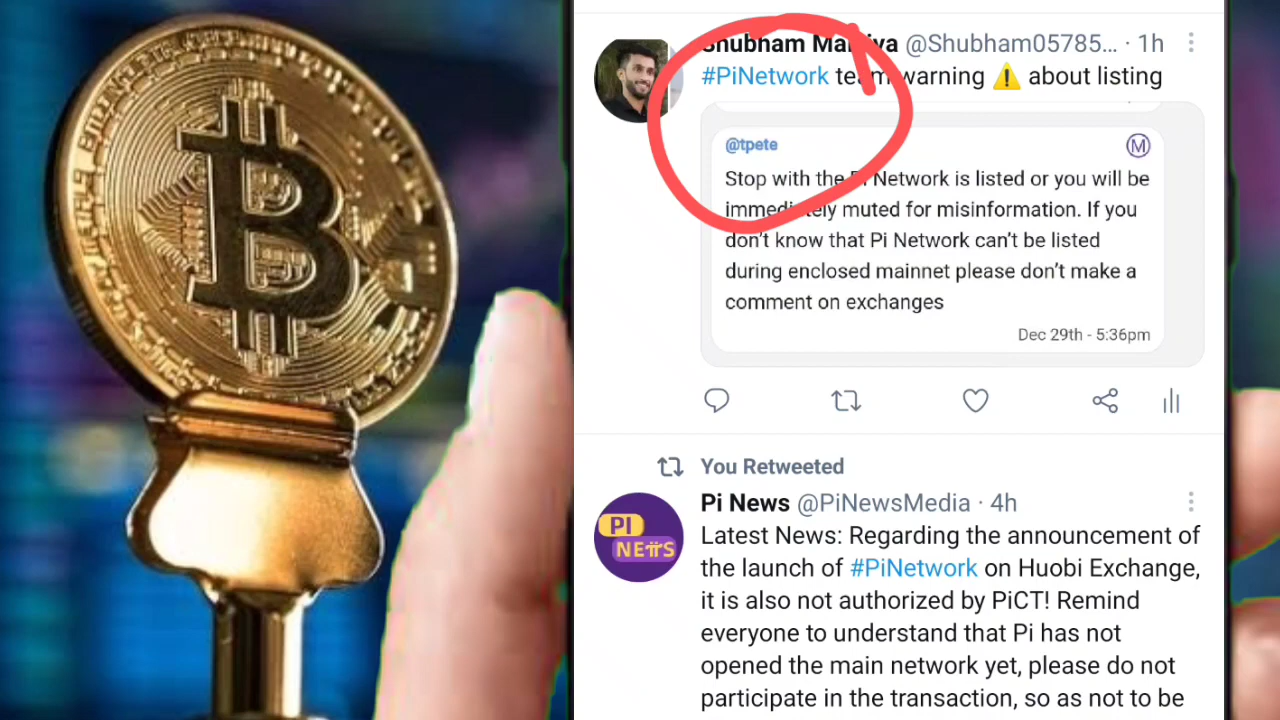 Shubham Malviya @Shubham05785... · 1h
#PiNetwork team warning ⚠️ about listing
@tpete
M
Stop with the Pi Network is listed or you will be
immediately muted for misinformation. If you
don't know that Pi Network can't be listed
during enclosed mainnet please don't make a
comment on exchanges
Dec 29th - 5:36pm
You Retweeted
Pi News @PiNewsMedia · 4h
PI
NEWS
Latest News: Regarding the announcement of
the launch of #PiNetwork on Huobi Exchange,
it is also not authorized by PiCT! Remind
everyone to understand that Pi has not
opened the main network yet, please do not
participate in the transaction, so as not to be